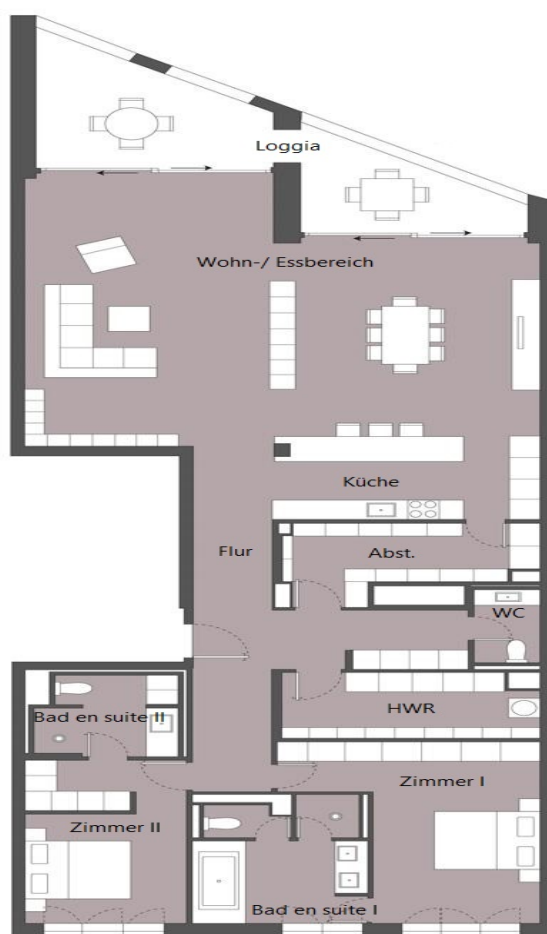 Loggia
Wohn-/ Essbereich
Küche
Flur
Abst.
WC
HWR
Bad en suite II
Zimmer I
Zimmer II
Bad en suite I